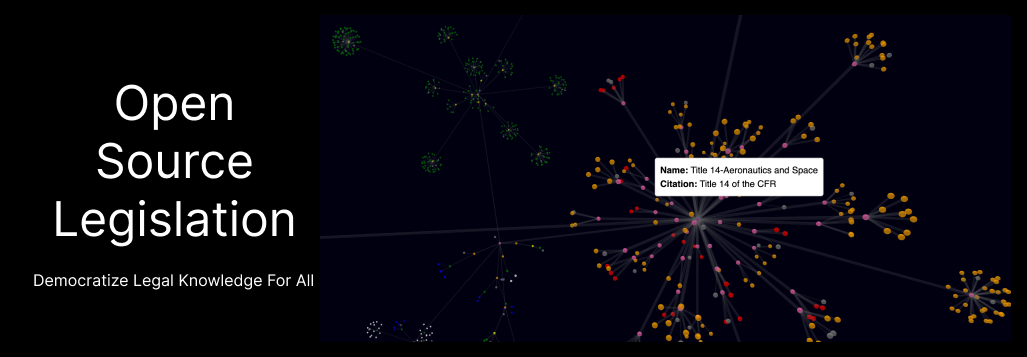 Open
Source
Legislation
Democratize Legal Knowledge For All
Name: Title 14-Aeronautics and Space
Citation: Title 14 of the CFR